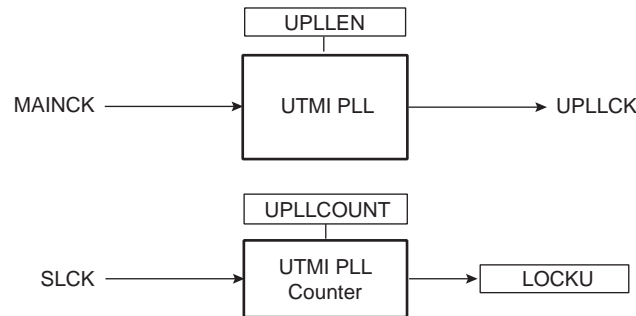 UPLLEN
MAINCK
UTMI PLL
UPLLCK
UPLLCOUNT
SLCK
UTMI PLL
Counter
LOCKU